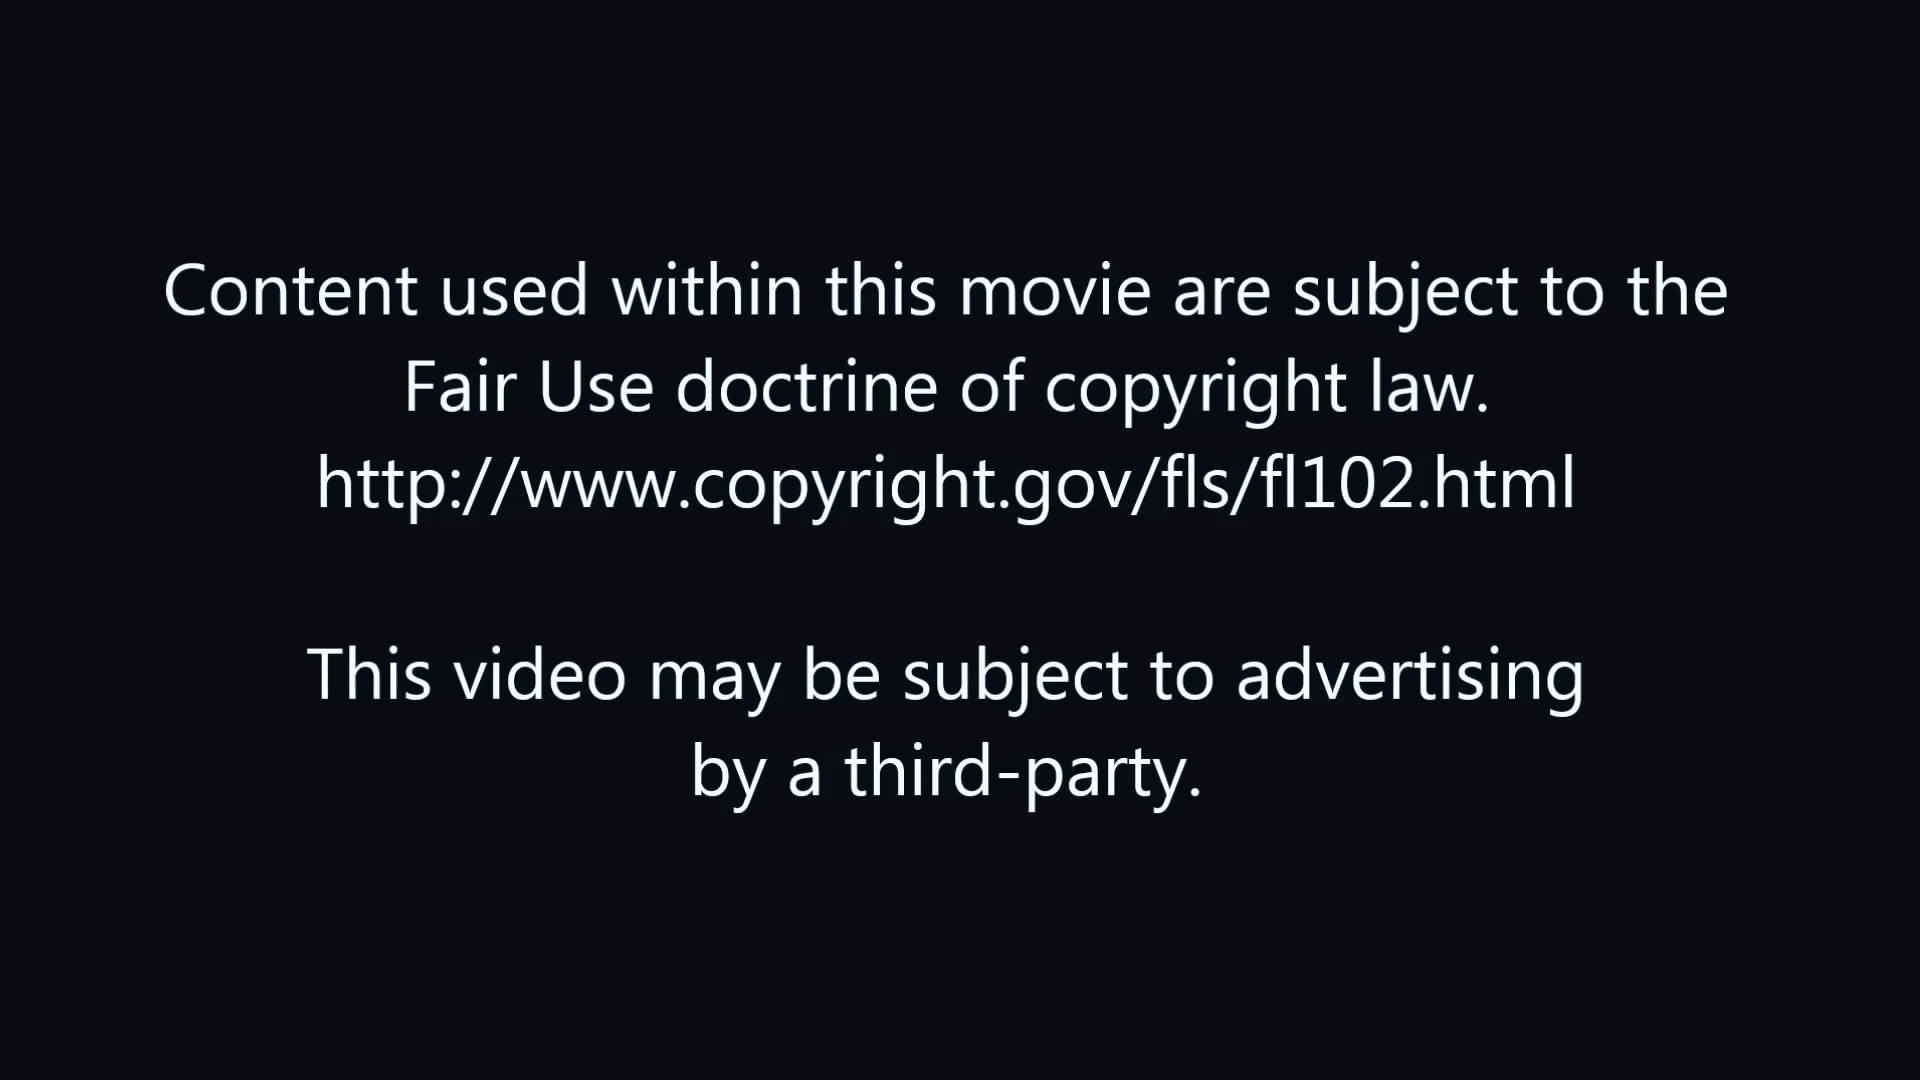 Content used within this movie are subject to the
Fair Use doctrine of copyright law.
http://www.copyright.gov/fls/fl102.html
This video may be subject to advertising
by a third-party.